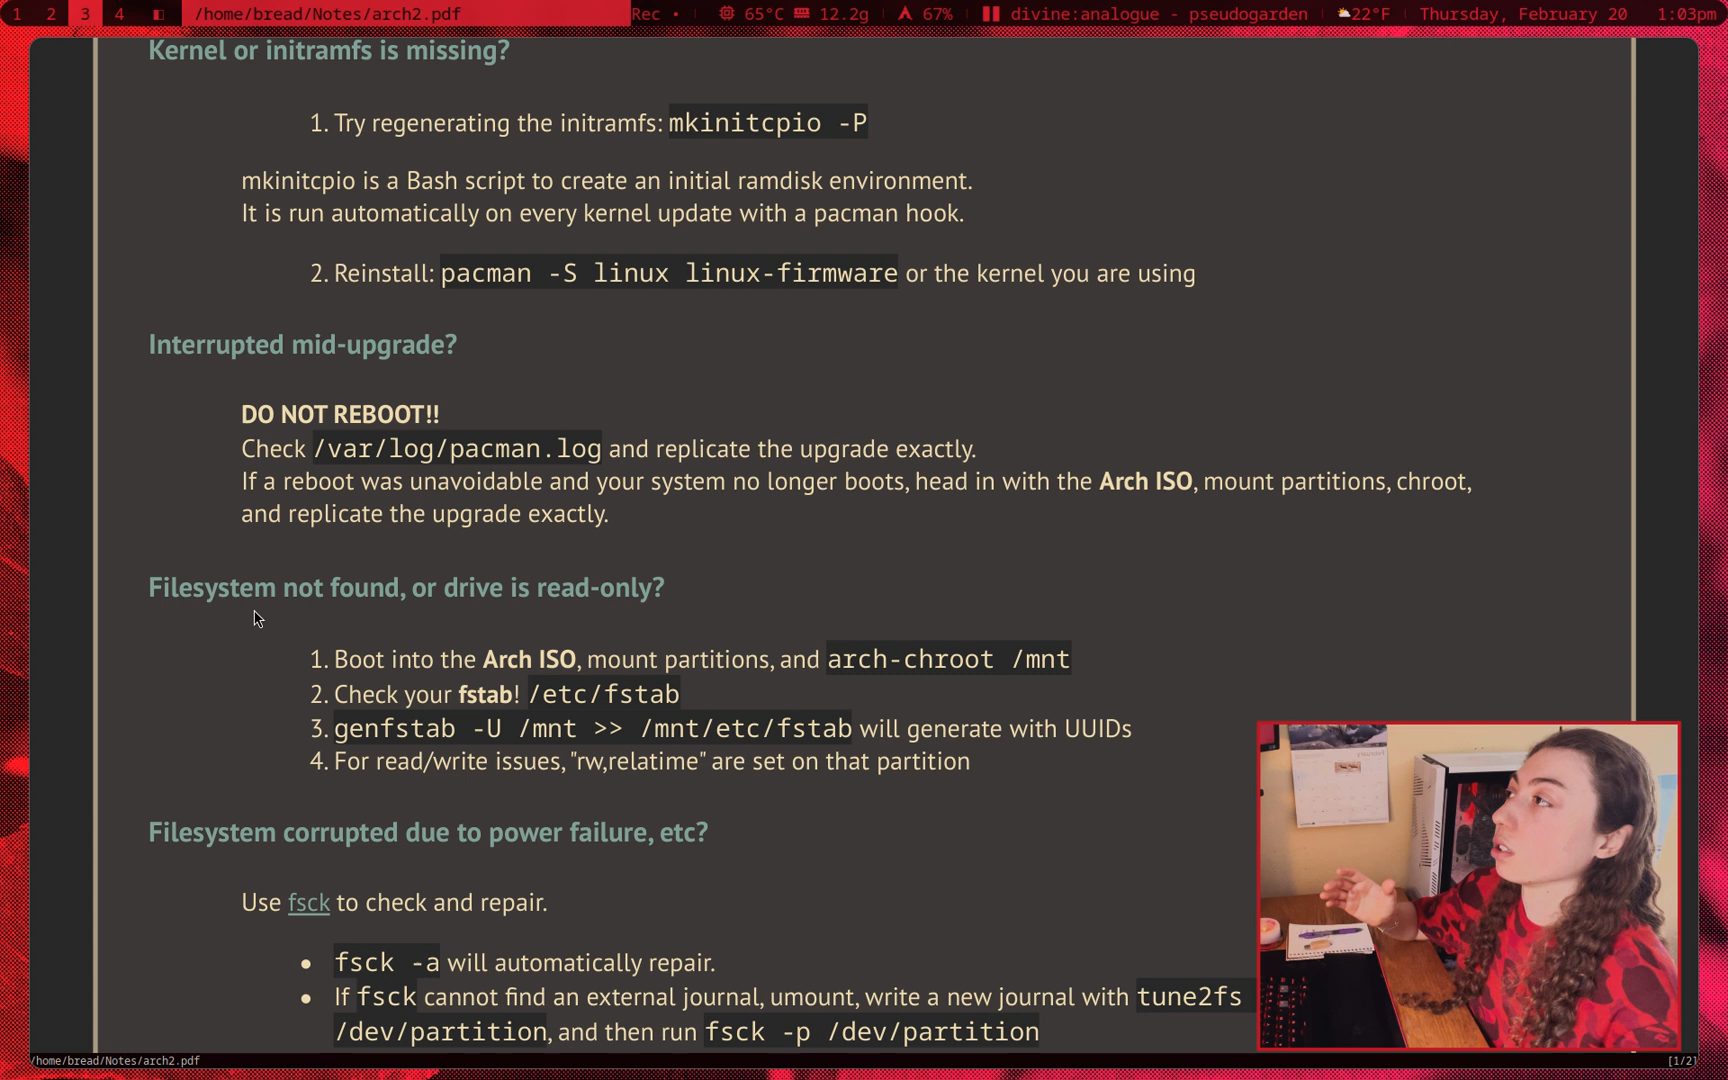 1 2 3 4 /home/bread/Notes/arch2.pdf Rec • 65°C 12.2g 67% divine:analogue - pseudogarden 22°F Thursday, February 20 1:03pm
Kernel or initramfs is missing?
1. Try regenerating the initramfs: mkinitcpio -P
mkinitcpio is a Bash script to create an initial ramdisk environment.
It is run automatically on every kernel update with a pacman hook.
2. Reinstall: pacman -S linux linux-firmware or the kernel you are using
Interrupted mid-upgrade?
DO NOT REBOOT!!
Check /var/log/pacman.log and replicate the upgrade exactly.
If a reboot was unavoidable and your system no longer boots, head in with the Arch ISO, mount partitions, chroot,
and replicate the upgrade exactly.
Filesystem not found, or drive is read-only?
1. Boot into the Arch ISO, mount partitions, and arch-chroot /mnt
2. Check your fstab! /etc/fstab
3. genfstab -U /mnt >> /mnt/etc/fstab will generate with UUIDs
4. For read/write issues, "rw,relatime" are set on that partition
Filesystem corrupted due to power failure, etc?
Use fsck to check and repair.
• fsck -a will automatically repair.
• If fsck cannot find an external journal, umount, write a new journal with tune2fs
/dev/partition, and then run fsck -p /dev/partition
/home/bread/Notes/arch2.pdf [1/2]